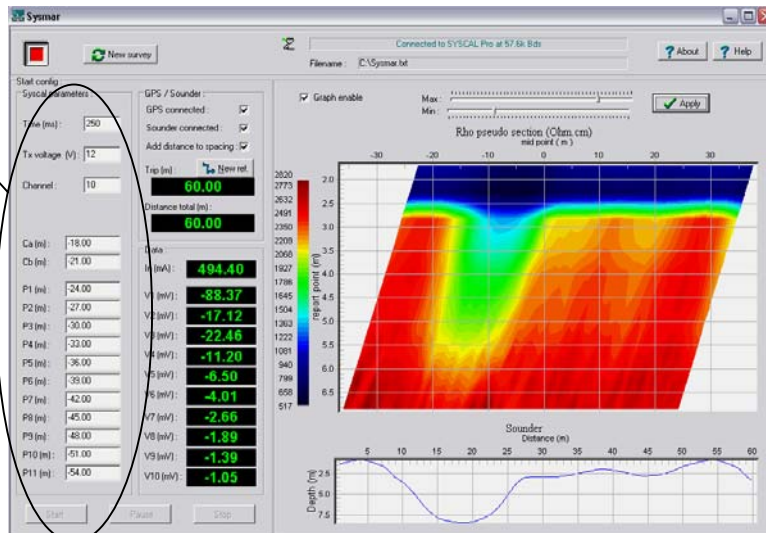 Sysmar
New survey
Connected to SYSCAL Pro at 57.6k Bds
Filename : C:\Sysmar.txt
About
Help
Start config :
Syscal parameters :
Time (ms) : 250
Tx voltage (V) : 12
Channel : 10
Ca (m) : -18.00
Cb (m) : -21.00
P1 (m) : -24.00
P2 (m) : -27.00
P3 (m) : -30.00
P4 (m) : -33.00
P5 (m) : -36.00
P6 (m) : -39.00
P7 (m) : -42.00
P8 (m) : -45.00
P9 (m) : -48.00
P10 (m) : -51.00
P11 (m) : -54.00
Start
Pause
Stop
GPS / Sounder :
GPS connected :
Sounder connected :
Add distance to spacing :
Trip (m) :
New ref.
60.00
Distance total (m) :
60.00
Data :
In (mA) : 494.40
V1 (mV) : -88.37
V2 (mV) : -17.12
V3 (mV) : -22.46
V4 (mV) : -11.20
V5 (mV) : -6.50
V6 (mV) : -4.01
V7 (mV) : -2.66
V8 (mV) : -1.89
V9 (mV) : -1.39
V10 (mV) : -1.05
Graph enable
Max :
Min :
Apply
Rho pseudo section (Ohm.cm)
mid point ( m )
-30 -20 -10 0 10 20 30
2820
2773
2632
2491
2350
2209
2068
1927
1786
1645
1504
1363
1222
1081
940
799
658
517
report point (m)
2.0
2.5
3.0
3.5
4.0
4.5
5.0
5.5
6.0
6.5
Sounder
Distance (m)
5 10 15 20 25 30 35 40 45 50 55 60
Depth (m)
2.5
5.0
7.5